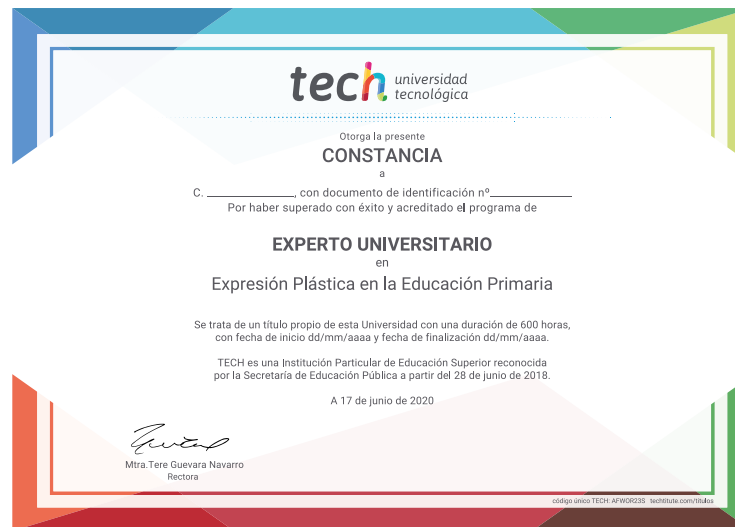 tech universidad
tecnológica
Otorga la presente
CONSTANCIA
a
C. ______________, con documento de identificación nº______________
Por haber superado con éxito y acreditado el programa de
EXPERTO UNIVERSITARIO
en
Expresión Plástica en la Educación Primaria
Se trata de un título propio de esta Universidad con una duración de 600 horas,
con fecha de inicio dd/mm/aaaa y fecha de finalización dd/mm/aaaa.
TECH es una Institución Particular de Educación Superior reconocida
por la Secretaría de Educación Pública a partir del 28 de junio de 2018.
A 17 de junio de 2020
Mtra.Tere Guevara Navarro
Rectora
código único TECH: AFWOR23S techtitute.com/titulos